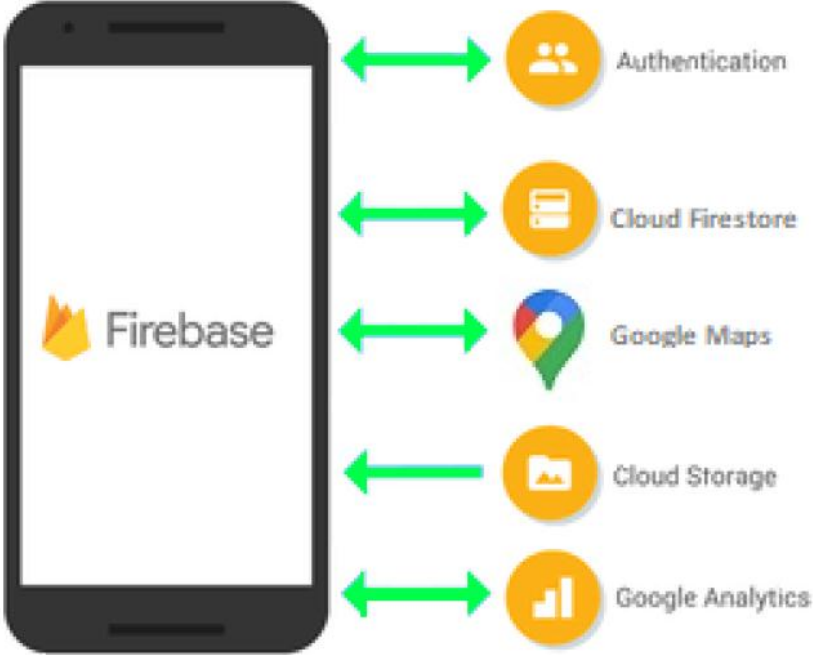 Authentication
Cloud Firestore
Firebase
Google Maps
Cloud Storage
Google Analytics